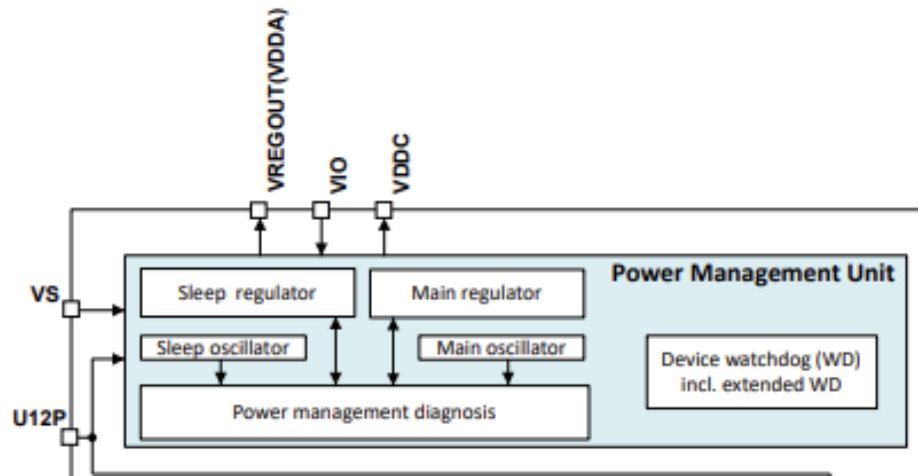 VREGOUT(VDDA)
VIO
VDDC
Power Management Unit
VS
Sleep regulator
Main regulator
Sleep oscillator
Main oscillator
Device watchdog (WD)
incl. extended WD
Power management diagnosis
U12P